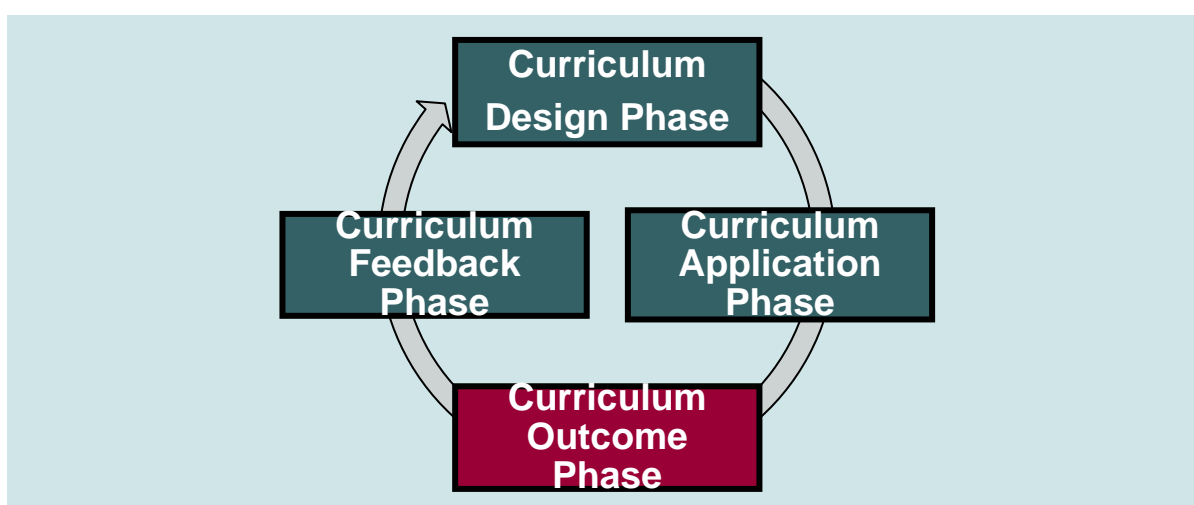 Curriculum
Design Phase
Curriculum
Feedback
Phase
Curriculum
Application
Phase
Curriculum
Outcome
Phase